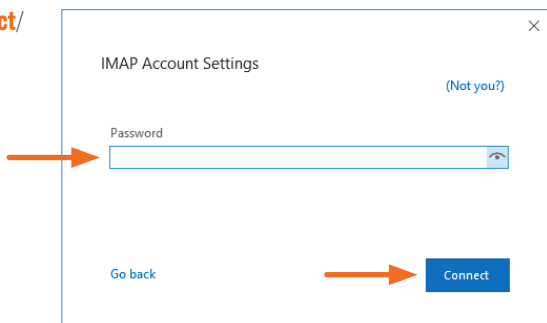 ct/
IMAP Account Settings
(Not you?)
Password
Go back
Connect